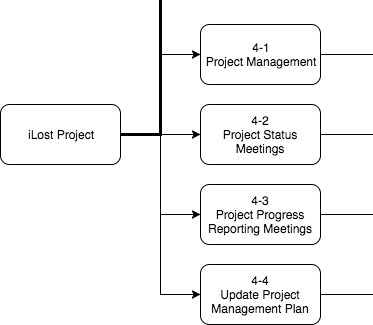 4-1
Project Management
iLost Project
4-2
Project Status
Meetings
4-3
Project Progress
Reporting Meetings
4-4
Update Project
Management Plan